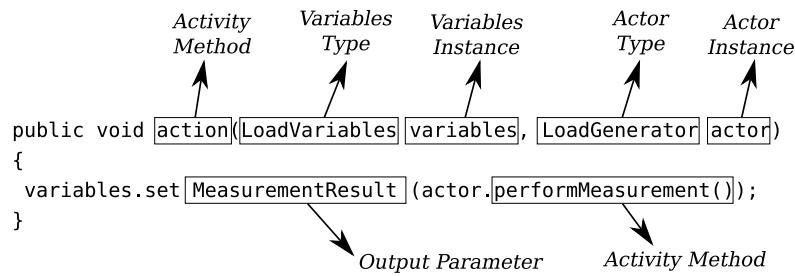 Activity Method
Variables Type
Variables Instance
Actor Type
Actor Instance
public void action(LoadVariables variables, LoadGenerator actor)
{
variables.set MeasurementResult (actor.performMeasurement());
}
Output Parameter
Activity Method